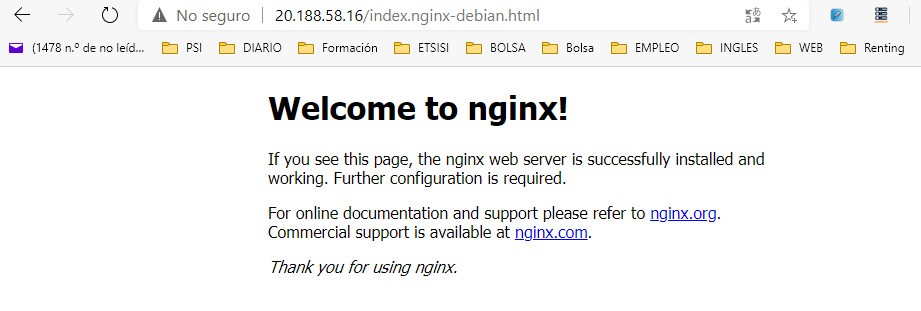 No seguro 20.188.58.16/index.nginx-debian.html
(1478 n.º de no leíd... PSI DIARIO Formación ETSISI BOLSA Bolsa EMPLEO INGLES WEB Renting
Welcome to nginx!
If you see this page, the nginx web server is successfully installed and
working. Further configuration is required.
For online documentation and support please refer to nginx.org.
Commercial support is available at nginx.com.
Thank you for using nginx.